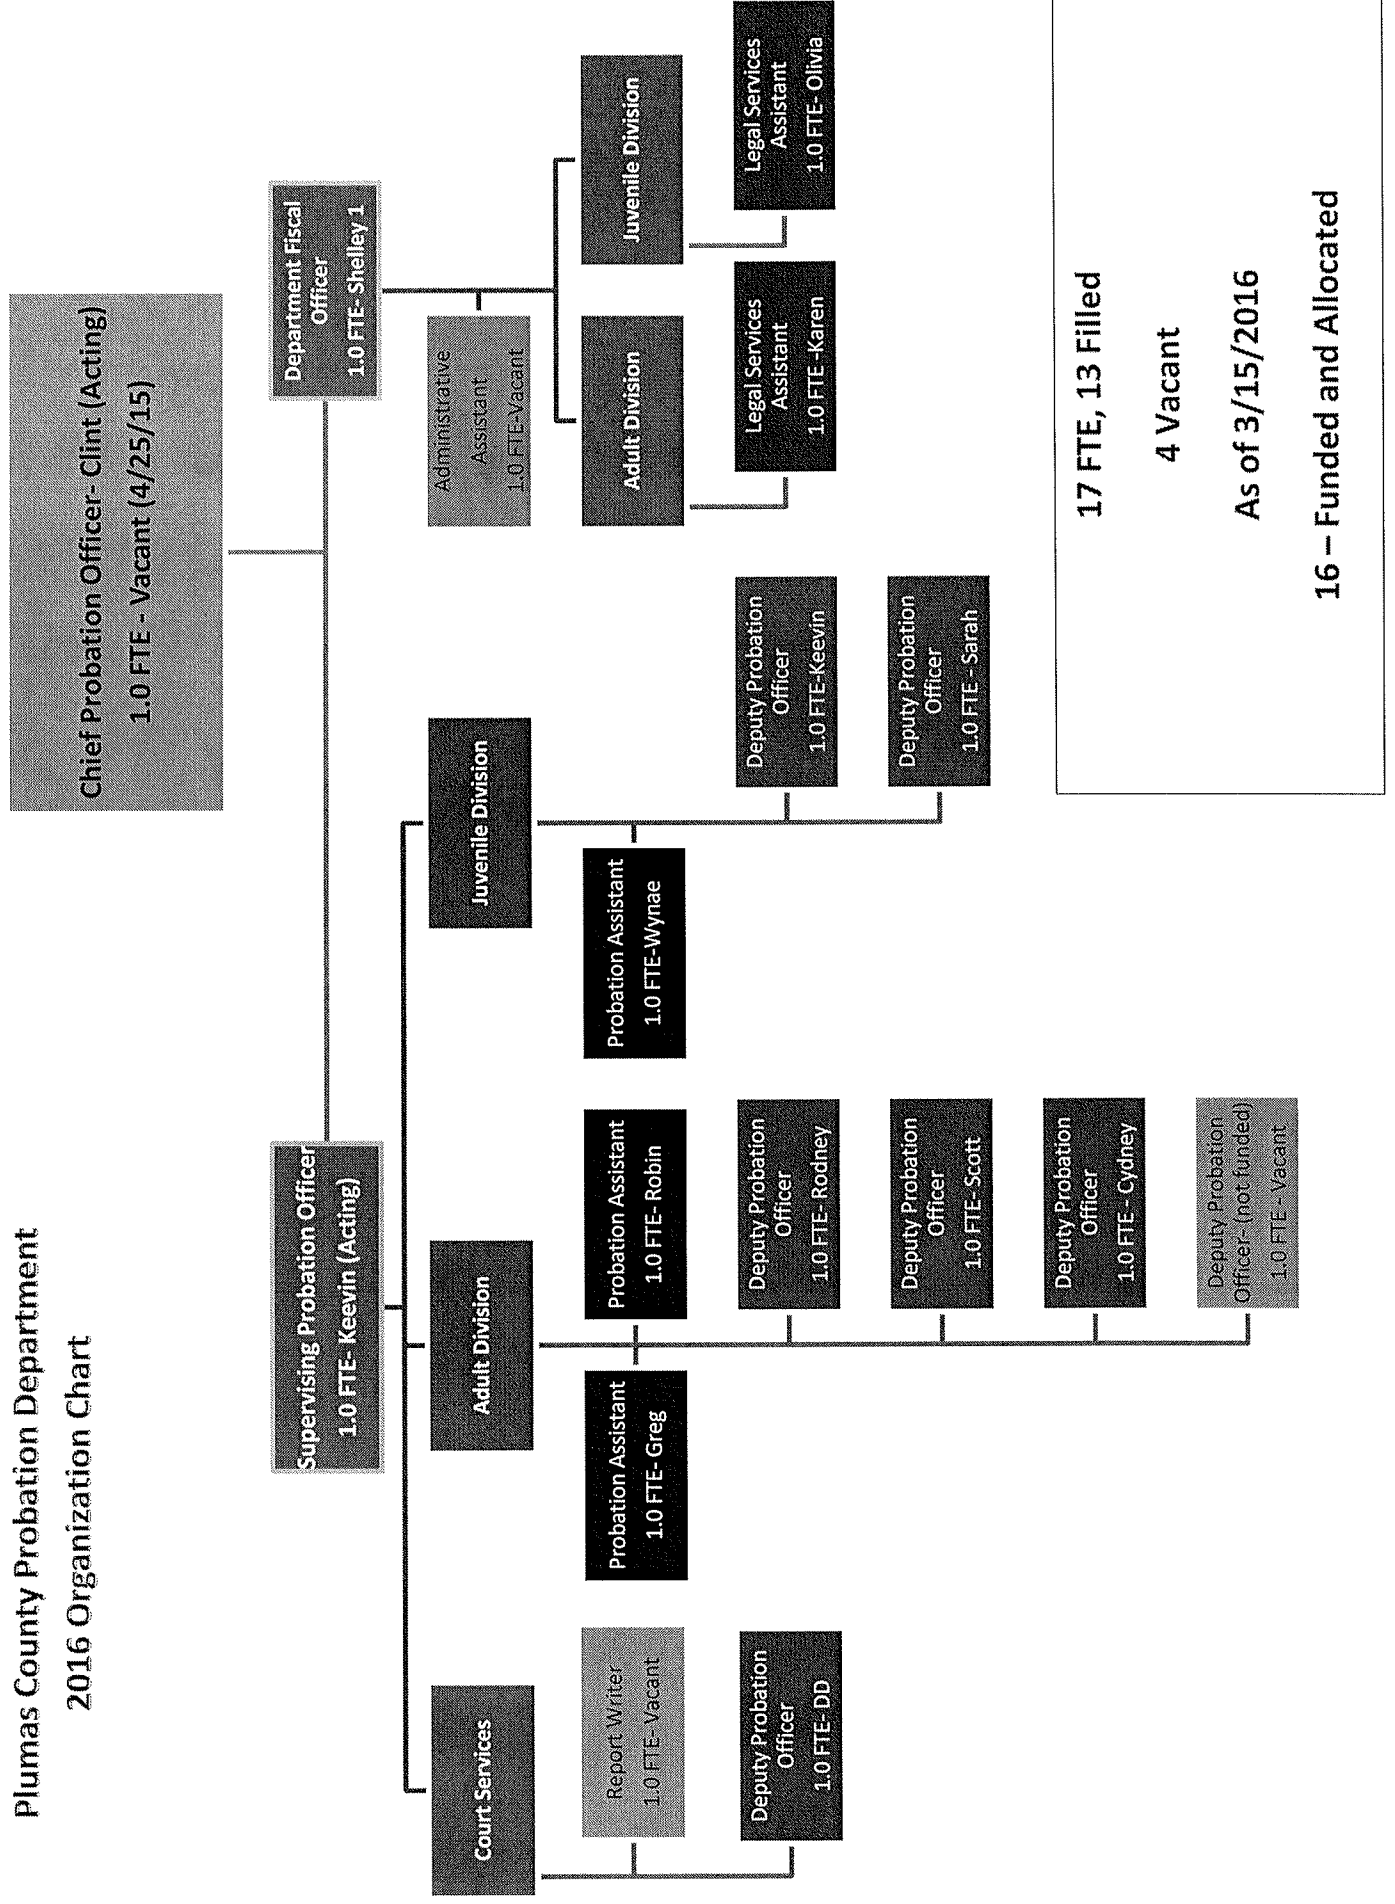 Plumas County Probation Department
2016 Organization Chart
Chief Probation Officer- Clint (Acting)
1.0 FTE - Vacant (4/25/15)
Supervising Probation Officer
1.0 FTE- Keevin (Acting)
Department Fiscal
Officer
1.0 FTE- Shelley 1
Court Services
Adult Division
Juvenile Division
Administrative
Assistant
1.0 FTE-Vacant
Report Writer
1.0 FTE- Vacant
Probation Assistant
1.0 FTE- Greg
Probation Assistant
1.0 FTE- Robin
Probation Assistant
1.0 FTE-Wynae
Adult Division
Juvenile Division
Deputy Probation
Officer
1.0 FTE- DD
Deputy Probation
Officer
1.0 FTE- Rodney
Deputy Probation
Officer
1.0 FTE-Keevin
Legal Services
Assistant
1.0 FTE-Karen
Legal Services
Assistant
1.0 FTE- Olivia
Deputy Probation
Officer
1.0 FTE- Scott
Deputy Probation
Officer
1.0 FTE - Sarah
Deputy Probation
Officer
1.0 FTE - Cydney
Deputy Probation
Officer- (not funded)
1.0 FTE - Vacant
17 FTE, 13 Filled
4 Vacant
As of 3/15/2016
16 – Funded and Allocated